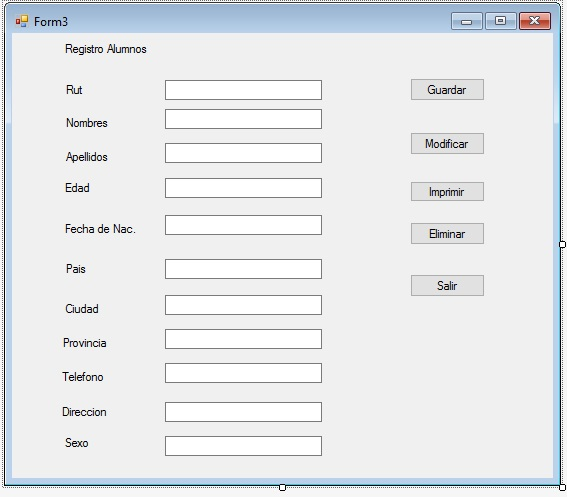 Form3
Registro Alumnos
Rut
Guardar
Nombres
Modificar
Apellidos
Edad
Imprimir
Fecha de Nac.
Eliminar
Pais
Salir
Ciudad
Provincia
Telefono
Direccion
Sexo